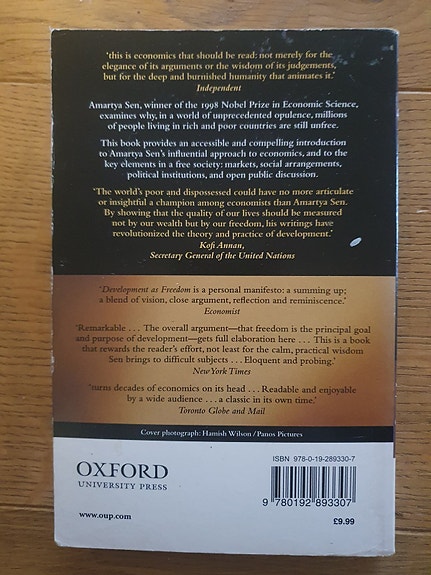 ‘this is economics that should be read: not merely for the
elegance of its arguments or the wisdom of its judgements,
but for the deep and burnished humanity that animates it.’
Independent
Amartya Sen, winner of the 1998 Nobel Prize in Economic Science,
examines why, in a world of unprecedented opulence, millions
of people living in rich and poor countries are still unfree.
This book provides an accessible and compelling introduction
to Amartya Sen's influential approach to economics, and to the
key elements in a free society: markets, social arrangements,
political institutions, and open public discussion.
‘The world's poor and dispossessed could have no more articulate
or insightful a champion among economists than Amartya Sen.
By showing that the quality of our lives should be measured
not by our wealth but by our freedom, his writings have
revolutionized the theory and practice of development.’
Kofi Annan,
Secretary General of the United Nations
‘Development as Freedom is a personal manifesto: a summing up;
a blend of vision, close argument, reflection and reminiscence.’
Economist
‘Remarkable . . . The overall argument—that freedom is the principal goal
and purpose of development—gets full elaboration here . . . This is a book
that rewards the reader's effort, not least for the calm, practical wisdom
Sen brings to difficult subjects . . . Eloquent and probing.’
New York Times
‘turns decades of economics on its head . . . Readable and enjoyable
by a wide audience . . . a classic in its own time.’
Toronto Globe and Mail
Cover photograph: Hamish Wilson / Panos Pictures
OXFORD
UNIVERSITY PRESS
www.oup.com
ISBN 978-0-19-289330-7
9 780192 893307
£9.99